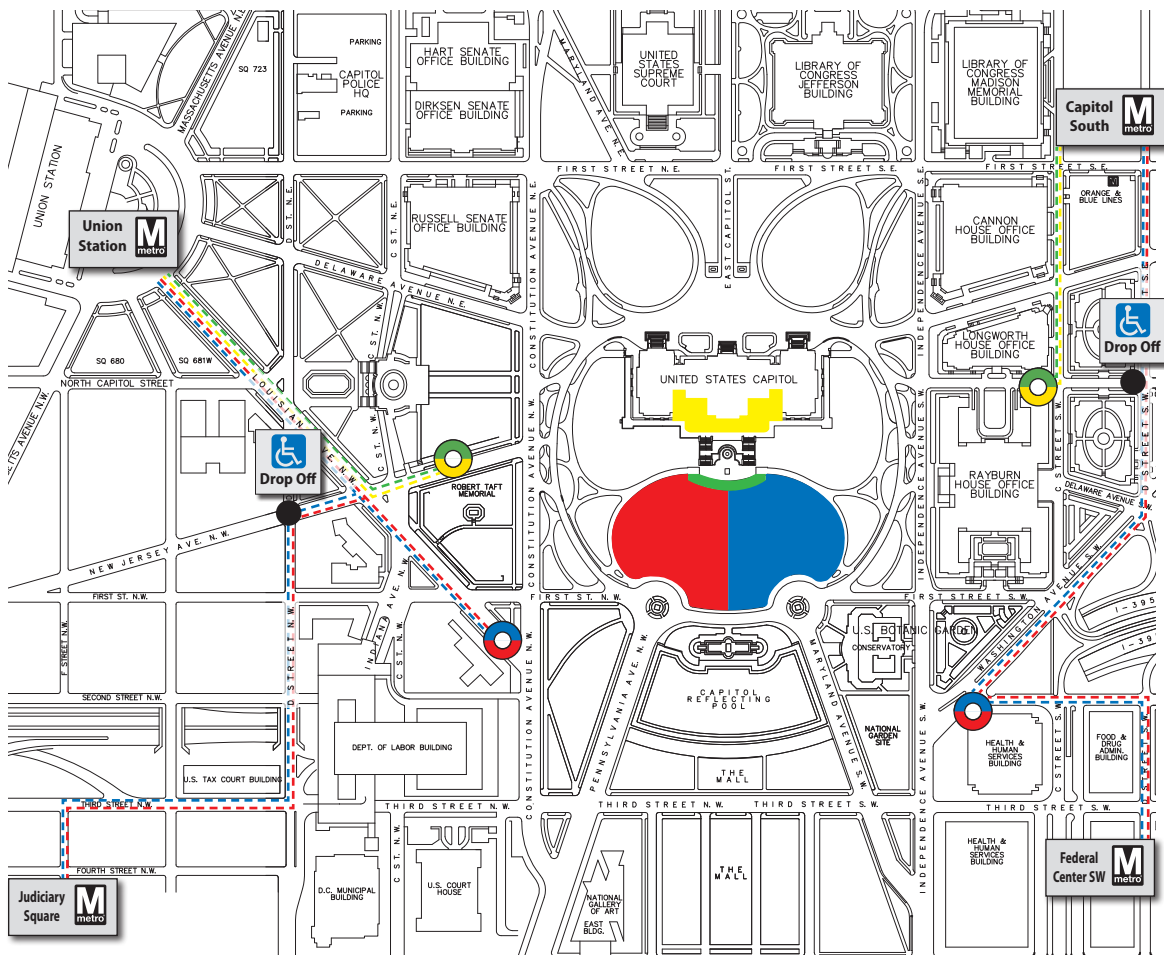 MASSACHUSETTS AVENUE N.E.
SQ 723
PARKING
CAPITOL
POLICE
HQ
PARKING
HART SENATE
OFFICE BUILDING
DIRKSEN SENATE
OFFICE BUILDING
MARYLAND AVE. N.E.
UNITED
STATES
SUPREME
COURT
LIBRARY OF
CONGRESS
JEFFERSON
BUILDING
LIBRARY OF
CONGRESS
MADISON
MEMORIAL
BUILDING
Capitol
South
M
metro
UNION STATION
FIRST STREET N.E.
FIRST STREET S.E.
FIRST STREET S.E.
ORANGE &
BLUE LINES
Union
Station
M
metro
D ST. N.E.
C ST. N.E.
RUSSELL SENATE
OFFICE BUILDING
CONSTITUTION AVENUE N.E.
EAST CAPITOL ST.
INDEPENDENCE AVENUE S.E.
CANNON
HOUSE OFFICE
BUILDING
DELAWARE AVENUE N.E.
C ST. N.W.
LONGWORTH
HOUSE OFFICE
BUILDING
Drop Off
SQ 680
SQ 681W
NORTH CAPITOL STREET
UNITED STATES CAPITOL
LOUISIANA AVE. N.W.
C ST. N.W.
CONSTITUTION AVENUE N.W.
INDEPENDENCE AVENUE S.W.
C STREET S.W.
D STREET S.W.
Drop Off
ROBERT TAFT
MEMORIAL
RAYBURN
HOUSE OFFICE
BUILDING
DELAWARE AVENUE S.W.
NEW JERSEY AVE. N.W.
WASHINGTON AVENUE S.W.
FIRST ST. N.W.
FIRST ST. N.W.
FIRST STREET S.W.
I-395
F STREET N.W.
D STREET N.W.
INDIANA AVE. N.W.
C ST. N.W.
CONSTITUTION AVENUE N.W.
PENNSYLVANIA AVE. N.W.
MARYLAND AVENUE S.W.
U.S. BOTANIC GARDEN
CONSERVATORY
SECOND STREET N.W.
CAPITOL
REFLECTING
POOL
NATIONAL
GARDEN
SITE
INDEPENDENCE AVENUE S.W.
HEALTH &
HUMAN
SERVICES
BUILDING
C STREET S.W.
FOOD &
DRUG
ADMIN.
BUILDING
DEPT. OF LABOR BUILDING
U.S. TAX COURT BUILDING
THE
MALL
THIRD STREET N.W.
THIRD STREET N.W.
THIRD STREET N.W.
THIRD STREET S.W.
THIRD STREET S.W.
FOURTH STREET N.W.
C ST. N.W.
Judiciary
Square
M
metro
D.C. MUNICIPAL
BUILDING
U.S. COURT
HOUSE
NATIONAL
GALLERY
OF ART
EAST
BLDG.
THE
MALL
HEALTH &
HUMAN
SERVICES
BUILDING
Federal
Center SW
M
metro